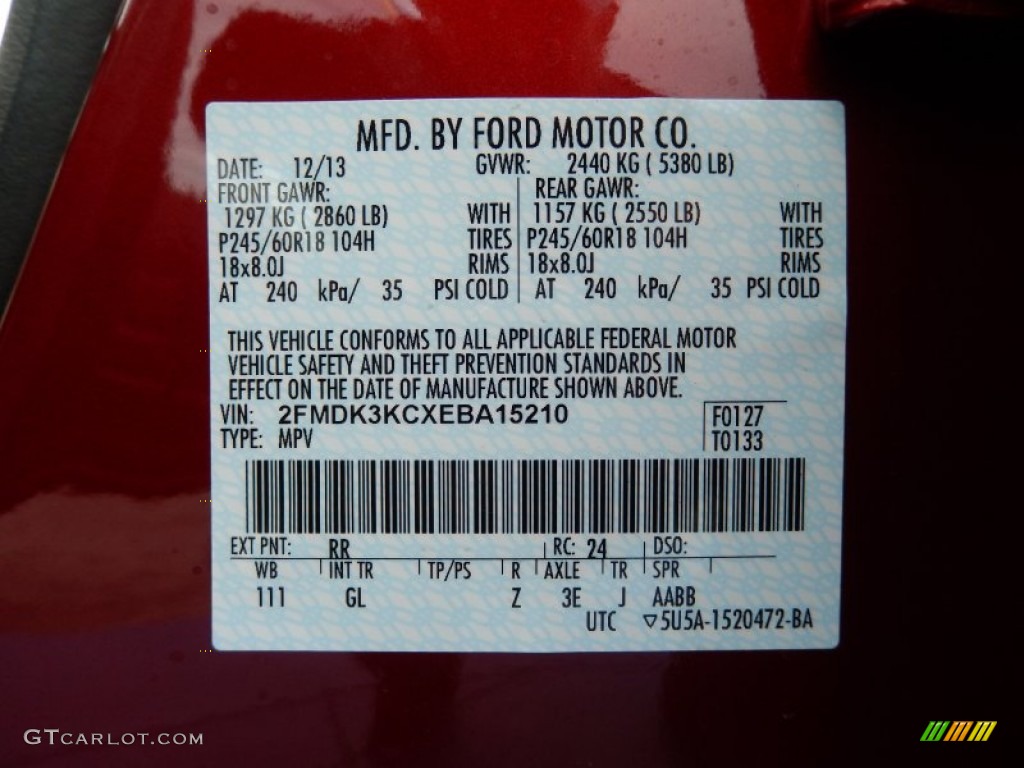 MFD. BY FORD MOTOR CO.
DATE: 12/13 GVWR: 2440 KG ( 5380 LB)
FRONT GAWR: REAR GAWR:
1297 KG ( 2860 LB) WITH 1157 KG ( 2550 LB) WITH
P245/60R18 104H TIRES P245/60R18 104H TIRES
18x8.0J RIMS 18x8.0J RIMS
AT 240 kPa/ 35 PSI COLD AT 240 kPa/ 35 PSI COLD
THIS VEHICLE CONFORMS TO ALL APPLICABLE FEDERAL MOTOR
VEHICLE SAFETY AND THEFT PREVENTION STANDARDS IN
EFFECT ON THE DATE OF MANUFACTURE SHOWN ABOVE.
VIN: 2FMDK3KCXEBA15210 F0127
TYPE: MPV T0133
EXT PNT: RR RC: 24 DSO:
WB INT TR TP/PS R AXLE TR SPR
111 GL Z 3E J AABB
UTC ▽5U5A-1520472-BA
GTCARLOT.COM